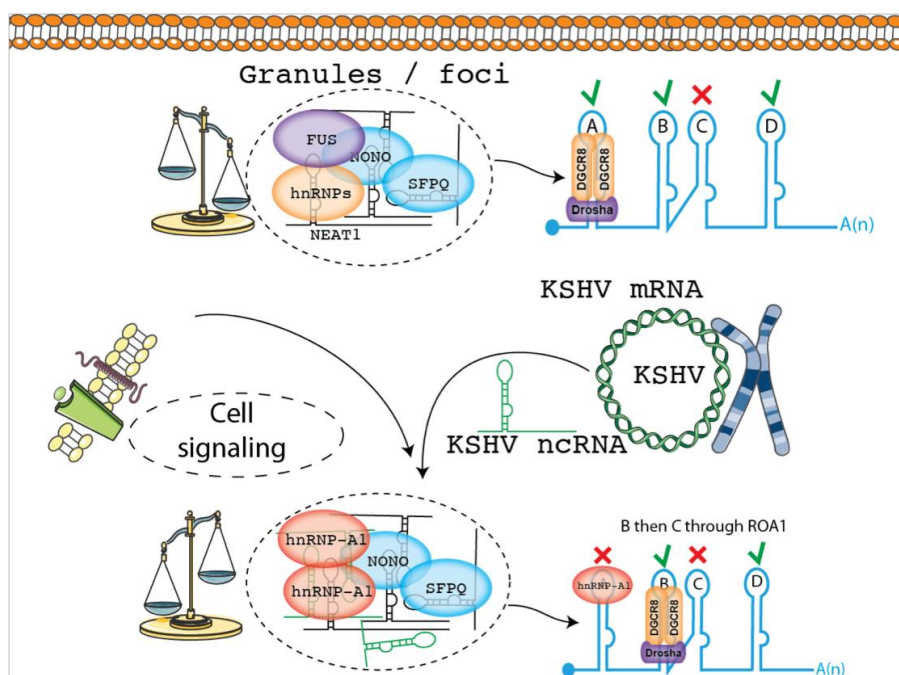 Granules / foci
FUS
NONO
hnRNPs
SFPQ
NEAT1
A
B
C
D
DGCR8
DGCR8
Drosha
A(n)
KSHV mRNA
KSHV
KSHV ncRNA
Cell
signaling
hnRNP-A1
NONO
hnRNP-A1
SFPQ
B then C through ROA1
hnRNP-A1
B
C
D
DGCR8
DGCR8
Drosha
A(n)